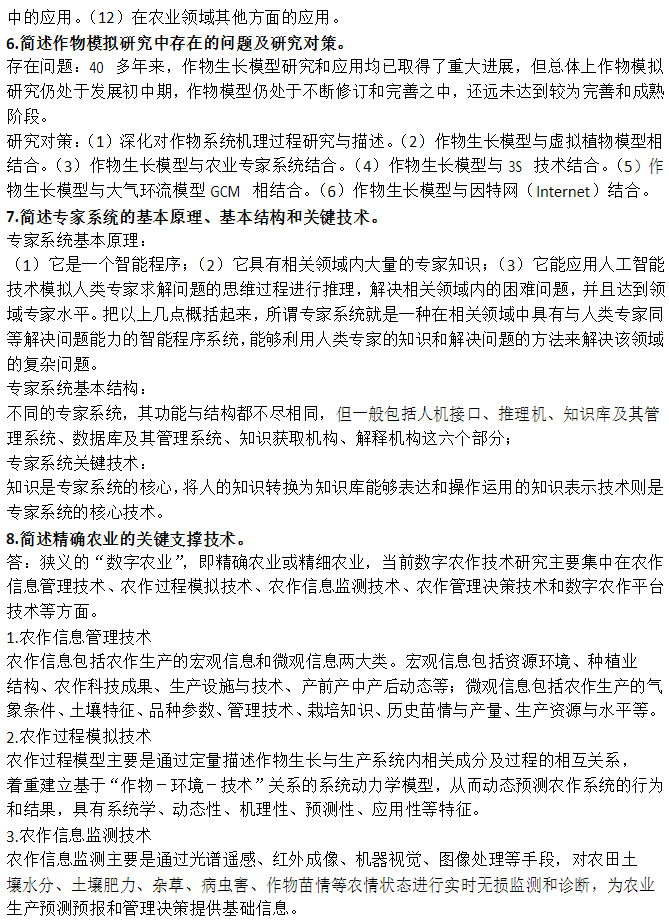 中的应用。（12）在农业领域其他方面的应用。
6.简述作物模拟研究中存在的问题及研究对策。
存在问题：40 多年来，作物生长模型研究和应用均已取得了重大进展，但总体上作物模拟
研究仍处于发展初中期，作物模型仍处于不断修订和完善之中，还远未达到较为完善和成熟
阶段。
研究对策：（1）深化对作物系统机理过程研究与描述。（2）作物生长模型与虚拟植物模型相
结合。（3）作物生长模型与农业专家系统结合。（4）作物生长模型与 3S 技术结合。（5）作
物生长模型与大气环流模型 GCM 相结合。（6）作物生长模型与因特网（Internet）结合。
7.简述专家系统的基本原理、基本结构和关键技术。
专家系统基本原理：
（1）它是一个智能程序；（2）它具有相关领域内大量的专家知识；（3）它能应用人工智能
技术模拟人类专家求解问题的思维过程进行推理，解决相关领域内的困难问题，并且达到领
域专家水平。把以上几点概括起来，所谓专家系统就是一种在相关领域中具有与人类专家同
等解决问题能力的智能程序系统，能够利用人类专家的知识和解决问题的方法来解决该领域
的复杂问题。
专家系统基本结构：
不同的专家系统，其功能与结构都不尽相同，但一般包括人机接口、推理机、知识库及其管
理系统、数据库及其管理系统、知识获取机构、解释机构这六个部分；
专家系统关键技术：
知识是专家系统的核心，将人的知识转换为知识库能够表达和操作运用的知识表示技术则是
专家系统的核心技术。
8.简述精确农业的关键支撑技术。
答：狭义的“数字农业”，即精确农业或精细农业，当前数字农作技术研究主要集中在农作
信息管理技术、农作过程模拟技术、农作信息监测技术、农作管理决策技术和数字农作平台
技术等方面。
1.农作信息管理技术
农作信息包括农作生产的宏观信息和微观信息两大类。宏观信息包括资源环境、种植业
结构、农作科技成果、生产设施与技术、产前产中产后动态等；微观信息包括农作生产的气
象条件、土壤特征、品种参数、管理技术、栽培知识、历史苗情与产量、生产资源与水平等。
2.农作过程模拟技术
农作过程模型主要是通过定量描述作物生长与生产系统内相关成分及过程的相互关系，
着重建立基于“作物－环境－技术”关系的系统动力学模型，从而动态预测农作系统的行为
和结果，具有系统学、动态性、机理性、预测性、应用性等特征。
3.农作信息监测技术
农作信息监测主要是通过光谱遥感、红外成像、机器视觉、图像处理等手段，对农田土
壤水分、土壤肥力、杂草、病虫害、作物苗情等农情状态进行实时无损监测和诊断，为农业
生产预测预报和管理决策提供基础信息。